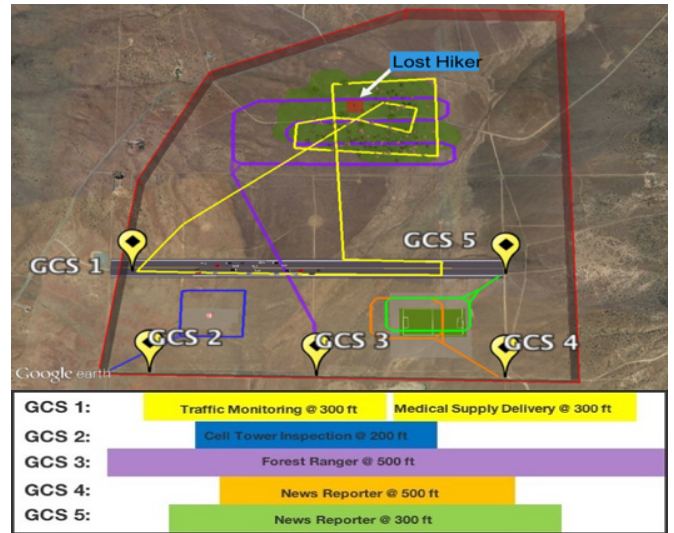 Lost Hiker
GCS 5
GCS 1
GCS 2
GCS 3
GCS 4
Google earth
GCS 1: Traffic Monitoring @ 300 ft Medical Supply Delivery @ 300 ft
GCS 2: Cell Tower Inspection @ 200 ft
GCS 3: Forest Ranger @ 500 ft
GCS 4: News Reporter @ 500 ft
GCS 5: News Reporter @ 300 ft